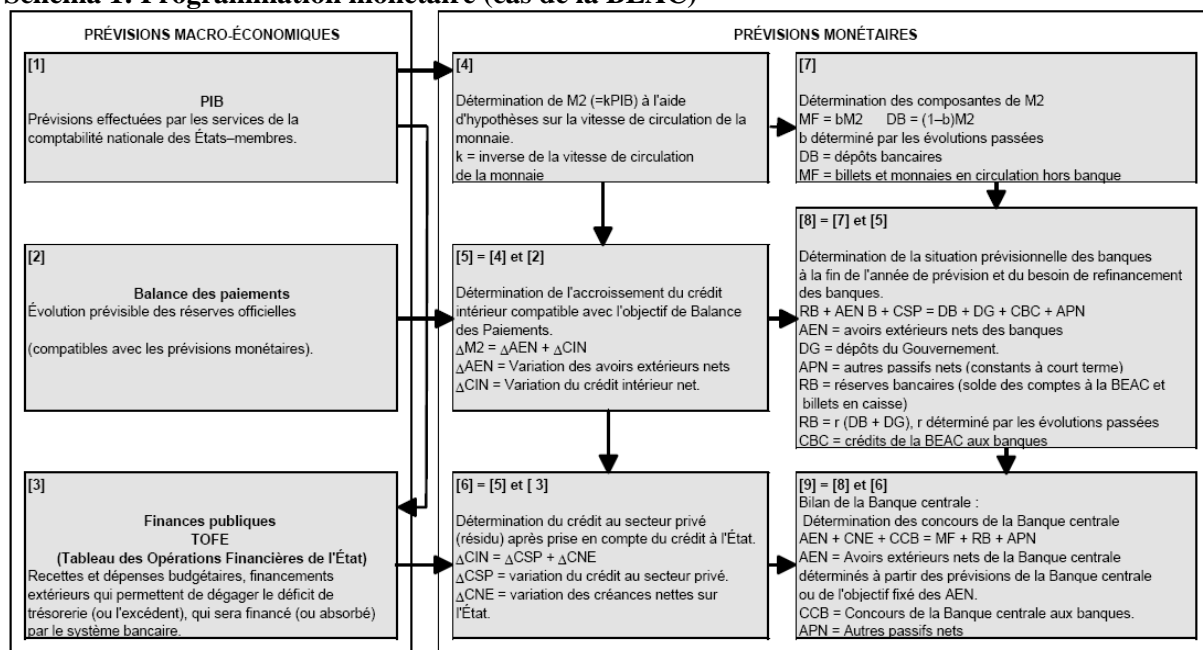 Schéma 1: Programmation monétaire (cas de la BEAC)
PRÉVISIONS MACRO-ÉCONOMIQUES
[1]
PIB
Prévisions effectuées par les services de la
comptabilité nationale des États–membres.
[2]
Balance des paiements
Évolution prévisible des réserves officielles
(compatibles avec les prévisions monétaires).
[3]
Finances publiques
TOFE
(Tableau des Opérations Financières de l'État)
Recettes et dépenses budgétaires, financements
extérieurs qui permettent de dégager le déficit de
trésorerie (ou l'excédent), qui sera financé (ou absorbé)
par le système bancaire.
PRÉVISIONS MONÉTAIRES
[4]
Détermination de M2 (=kPIB) à l'aide
d'hypothèses sur la vitesse de circulation de la
monnaie.
k = inverse de la vitesse de circulation
de la monnaie
[5] = [4] et [2]
Détermination de l'accroissement du crédit
intérieur compatible avec l'objectif de Balance
des Paiements.
△M2 = △AEN + △CIN
△AEN = Variation des avoirs extérieurs nets
△CIN = Variation du crédit intérieur net.
[6] = [5] et [ 3]
Détermination du crédit au secteur privé
(résidu) après prise en compte du crédit à l'État.
△CIN = △CSP + △CNE
△CSP = variation du crédit au secteur privé.
△CNE = variation des créances nettes sur
l'État.
[7]
Détermination des composantes de M2
MF = bM2 DB = (1–b)M2
b déterminé par les évolutions passées
DB = dépôts bancaires
MF = billets et monnaies en circulation hors banque
[8] = [7] et [5]
Détermination de la situation prévisionnelle des banques
à la fin de l'année de prévision et du besoin de refinancement
des banques.
RB + AEN B + CSP = DB + DG + CBC + APN
AEN = avoirs extérieurs nets des banques
DG = dépôts du Gouvernement.
APN = autres passifs nets (constants à court terme)
RB = réserves bancaires (solde des comptes à la BEAC et
billets en caisse)
RB = r (DB + DG), r déterminé par les évolutions passées
CBC = crédits de la BEAC aux banques
[9] = [8] et [6]
Bilan de la Banque centrale :
Détermination des concours de la Banque centrale
AEN + CNE + CCB = MF + RB + APN
AEN = Avoirs extérieurs nets de la Banque centrale
déterminés à partir des prévisions de la Banque centrale
ou de l'objectif fixé des AEN.
CCB = Concours de la Banque centrale aux banques.
APN = Autres passifs nets